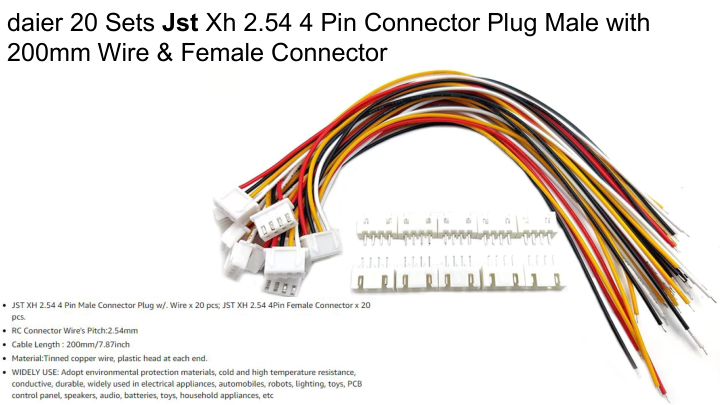 daier 20 Sets Jst Xh 2.54 4 Pin Connector Plug Male with
200mm Wire & Female Connector
• JST XH 2.54 4 Pin Male Connector Plug w/. Wire x 20 pcs; JST XH 2.54 4Pin Female Connector x 20
pcs.
• RC Connector Wire's Pitch:2.54mm
• Cable Length : 200mm/7.87inch
• Material:Tinned copper wire, plastic head at each end.
• WIDELY USE: Adopt environmental protection materials, cold and high temperature resistance,
conductive, durable, widely used in electrical appliances, automobiles, robots, lighting, toys, PCB
control panel, speakers, audio, batteries, toys, household appliances, etc